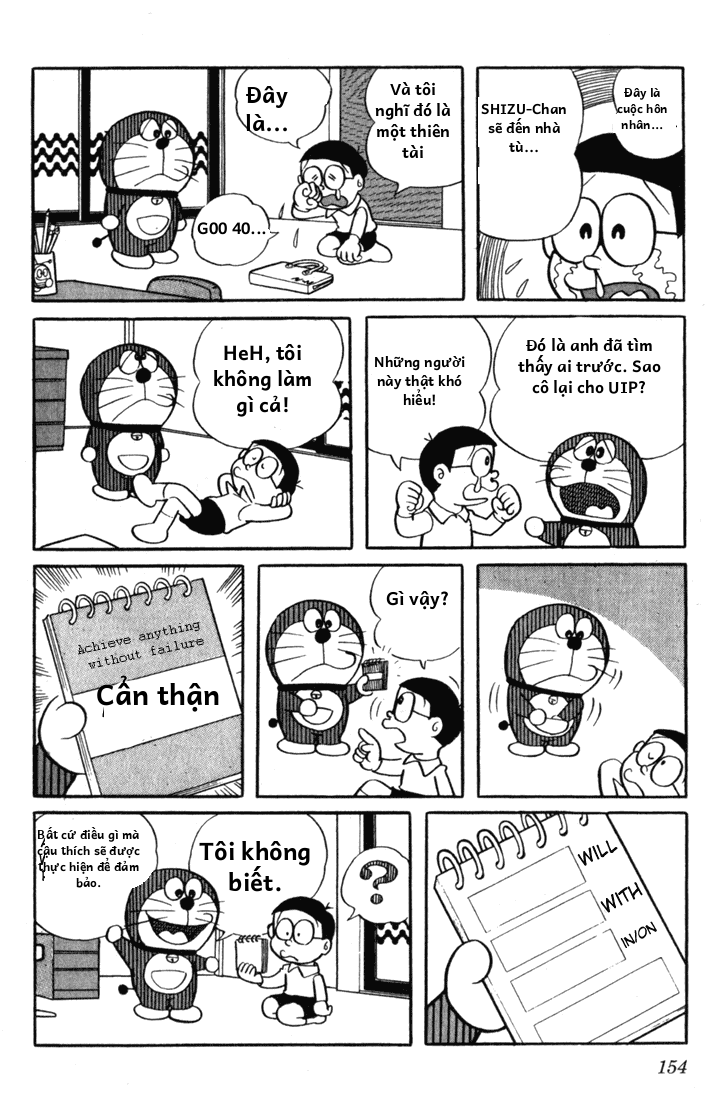 Đây
là...
Và tôi
nghĩ đó là
một thiên
tài
G00 40...
SHIZU-Chan
sẽ đến nhà
tù...
Đây là
cuộc hôn
nhân...
HeH, tôi
không làm
gì cả!
Những người
này thật khó
hiểu!
Đó là anh đã tìm
thấy ai trước. Sao
cô lại cho UIP?
Achieve anything
without failure
Cẩn thận
Gì vậy?
Bất cứ điều gì mà
cậu thích sẽ được
thực hiện để đảm
bảo.
Tôi không
biết.
?
WILL
WITH
IN/ON
154